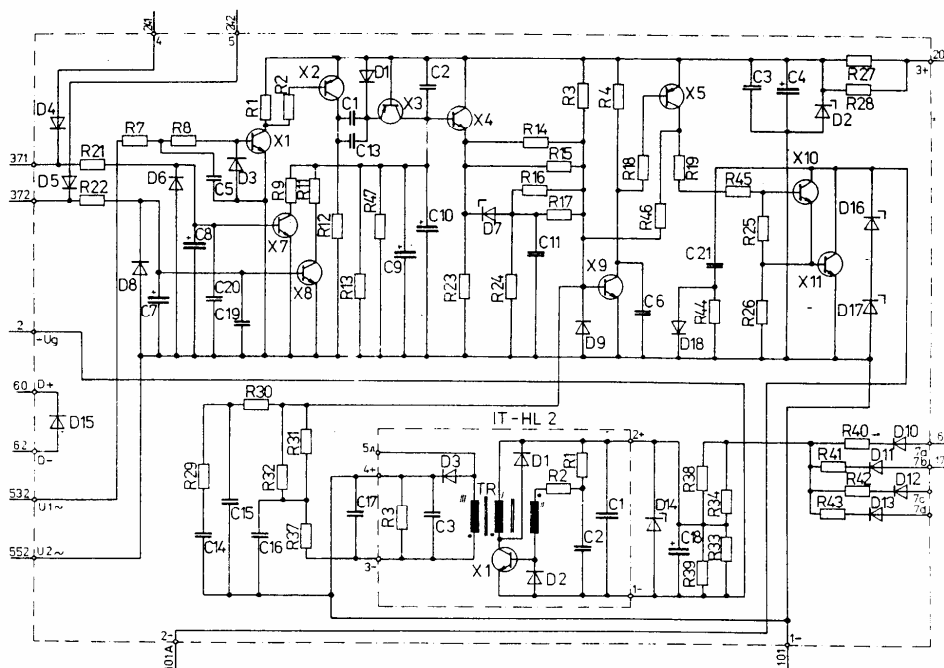 241
4
242
5
20
3+
D4
R7
R8
R1
R2
X2
D1
C1
C13
X3
C2
X4
X1
R3
R4
X5
C3
C4
R27
R28
D2
371
R21
D5
D6
C5
D3
R9
R11
R14
R15
R16
R17
R18
R19
R46
R45
X10
372
R22
C8
X7
R12
R47
C10
D7
C11
D16
R25
C21
D8
C7
C20
C19
X8
R13
C9
R23
R24
X9
C6
D9
D18
R44
R26
X11
D17
2
-Ug
60
D+
D15
62
D-
R30
IT-HL 2
R29
R32
R31
5~
4+
D3
TR
D1
R1
R2
2+
R38
R34
R40
D10
6
7a
R41
D11
7b
17
R42
D12
7c
R43
D13
7d
532
U1~
C15
C14
C16
R37
C17
R3
C3
X1
C2
C1
D2
D14
C18
R33
R39
552
U2~
3-
1-
2-
101A
1-
101